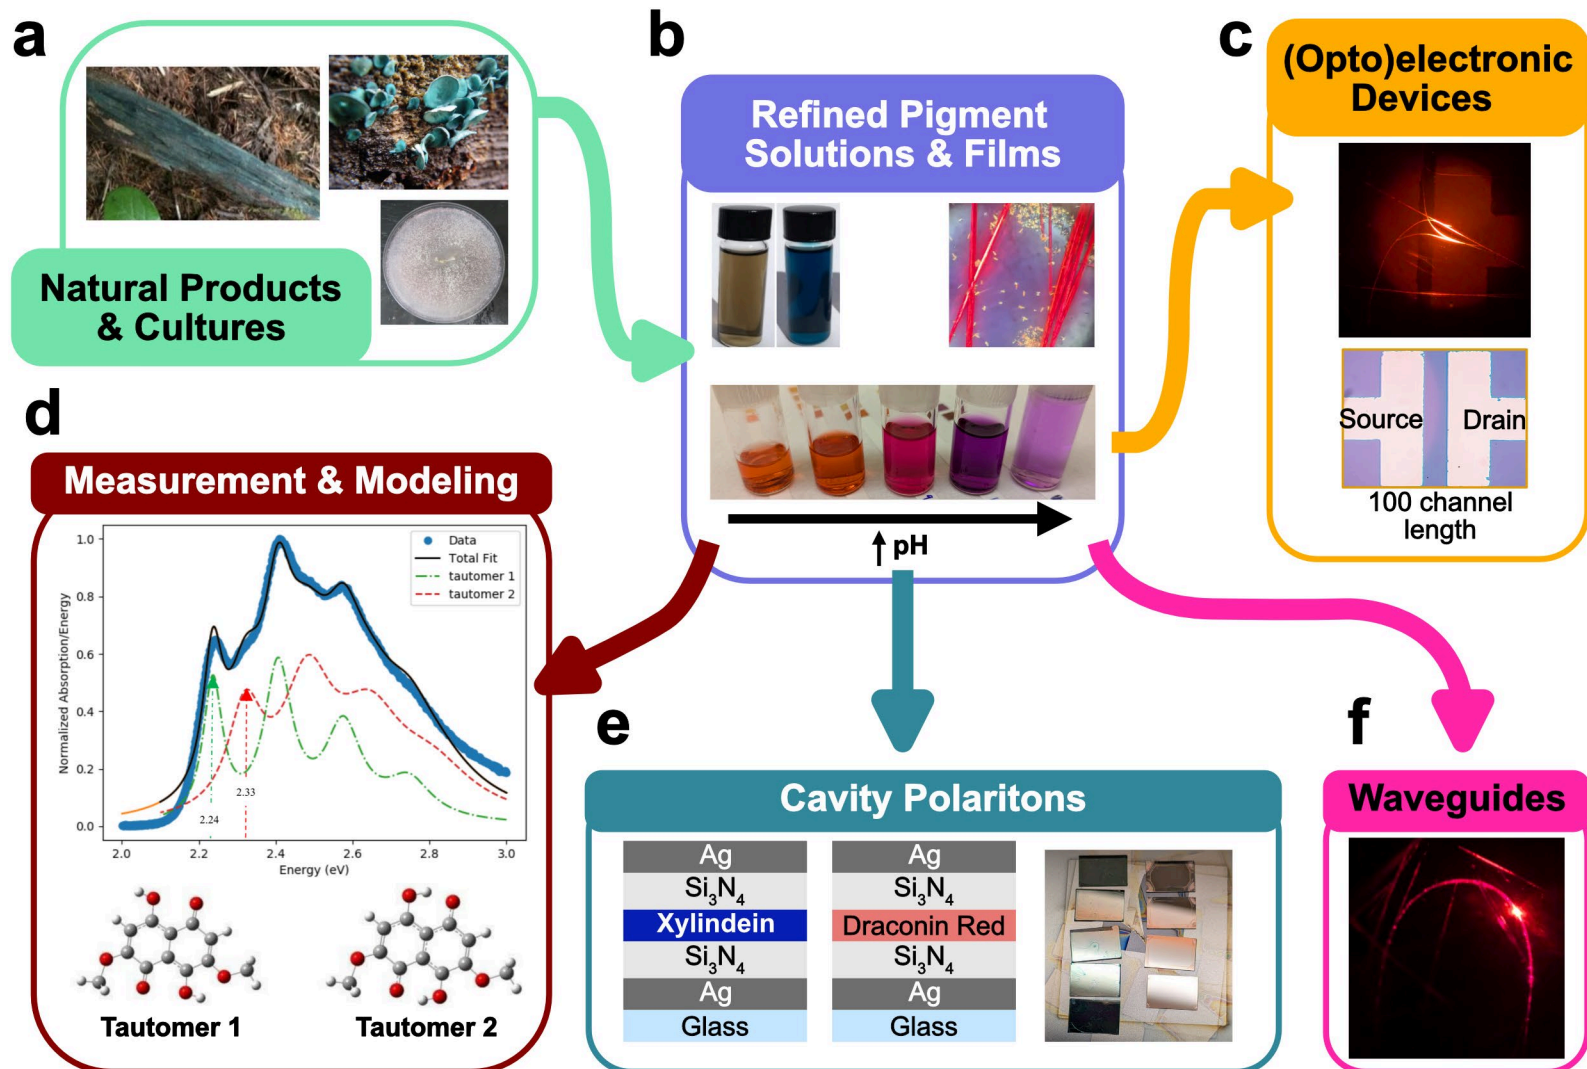 a
Natural Products
& Cultures
b
Refined Pigment
Solutions & Films
↑ pH
c
(Opto)electronic
Devices
Source
Drain
100 channel
length
d
Measurement & Modeling
Normalized Absorption/Energy
1.0
0.8
0.6
0.4
0.2
0.0
Data
Total Fit
tautomer 1
tautomer 2
2.24
2.33
2.0
2.2
2.4
2.6
2.8
3.0
Energy (eV)
Tautomer 1
Tautomer 2
e
Cavity Polaritons
Ag
Si₃N₄
Xylindein
Si₃N₄
Ag
Glass
Ag
Si₃N₄
Draconin Red
Si₃N₄
Ag
Glass
f
Waveguides